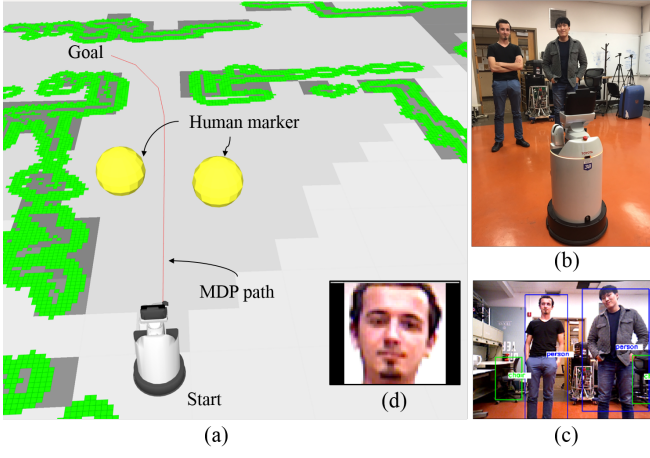 Goal
Human marker
MDP path
Start
(a)
(b)
(d)
person
person
chair
(c)